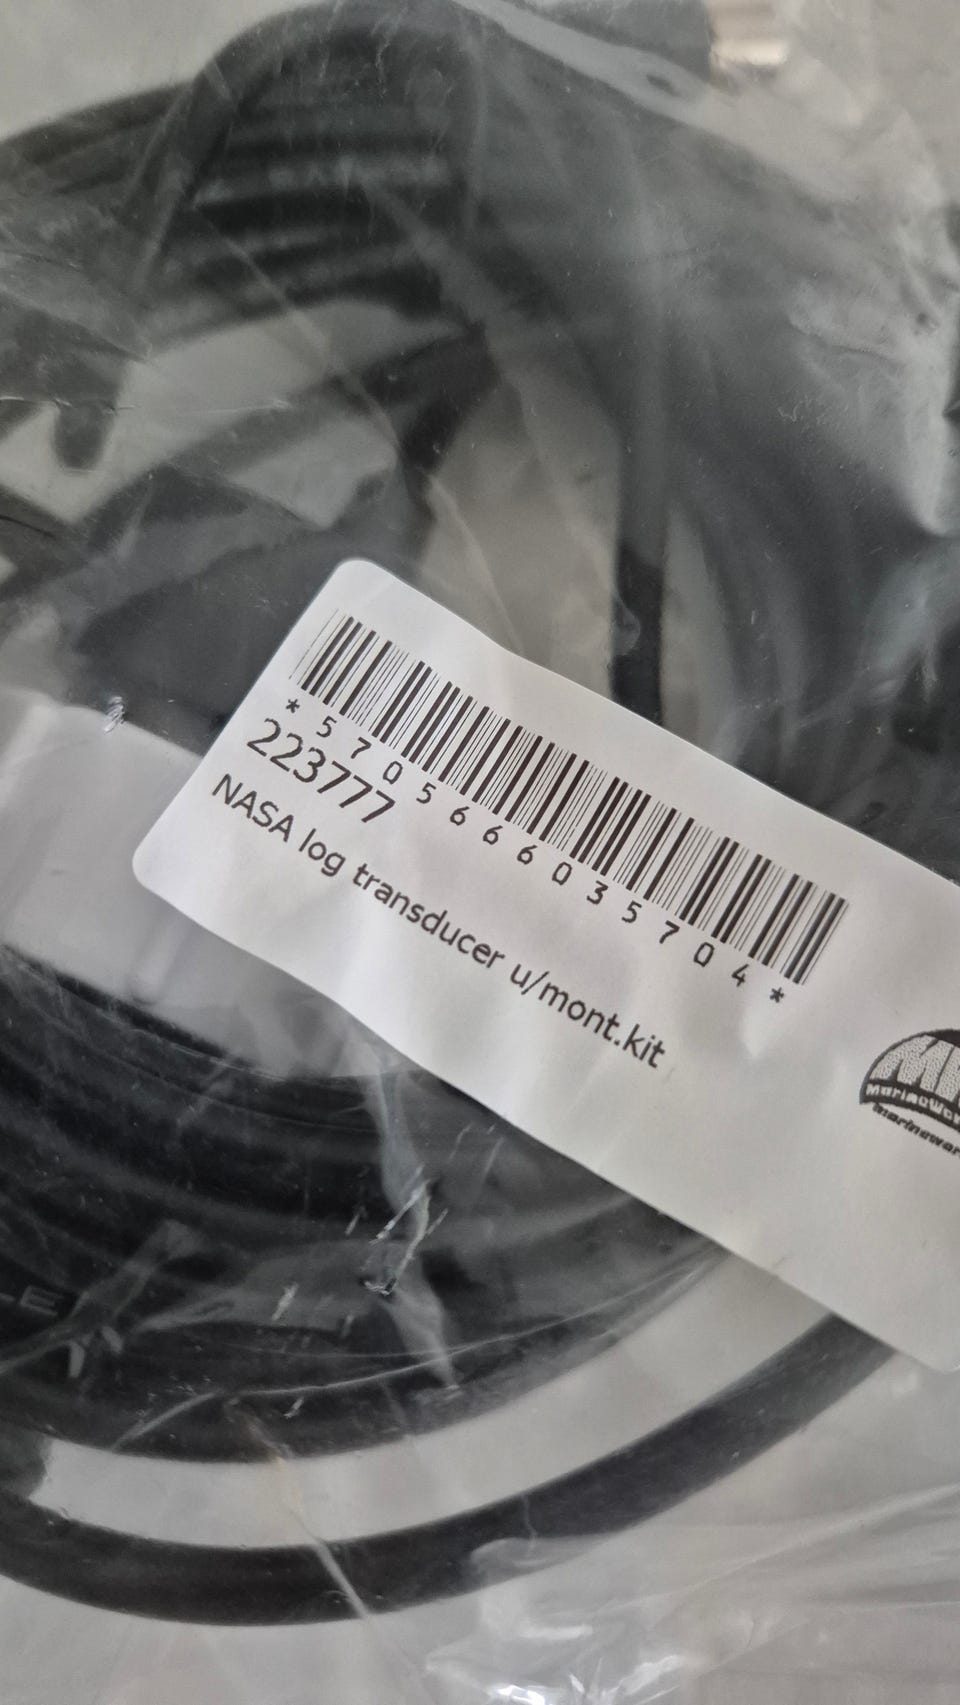 *5705666035704*
223777
NASA log transducer u/mont.kit